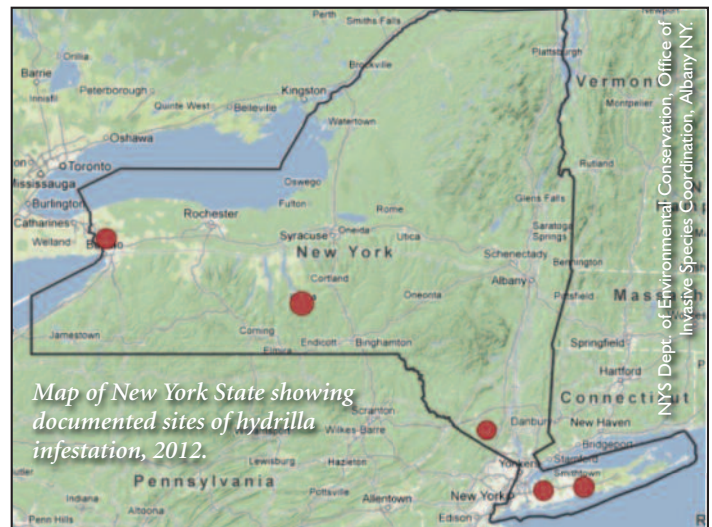 Perth
Smiths Falls
Newport
Orillia
Brockville
Plattsburgh
Barrie
Innisfil
Peterborough
Kingston
Vermont
Quinte West
Belleville
Montpelier
Watertown
Oshawa
Toronto
Mississauga
Rutland
Burlington
Oswego
Fulton
Glens Falls
Catharines
Rochester
Rome
Saratoga
Springs
Welland
Syracuse
Oneida
Utica
New York
Schenectady
Bennington
Cortland
Albany
Oneonta
Pittsfield
Jamestown
Corning
Elmira
Endicott
Binghamton
Springfield
Hartford
Connecticut
Map of New York State showing
documented sites of hydrilla
infestation, 2012.
Scranton
Wilkes-Barre
Danbury
New Haven
Bridgeport
Stamford
Yonkers
Smithtown
Lewisburg
Hazleton
Pennsylvania
Pottsville
Allentown
New York
Indiana
Altoona
Edison
Penn Hills
NYS Dept. of Environmental Conservation, Office of
Invasive Species Coordination, Albany NY.